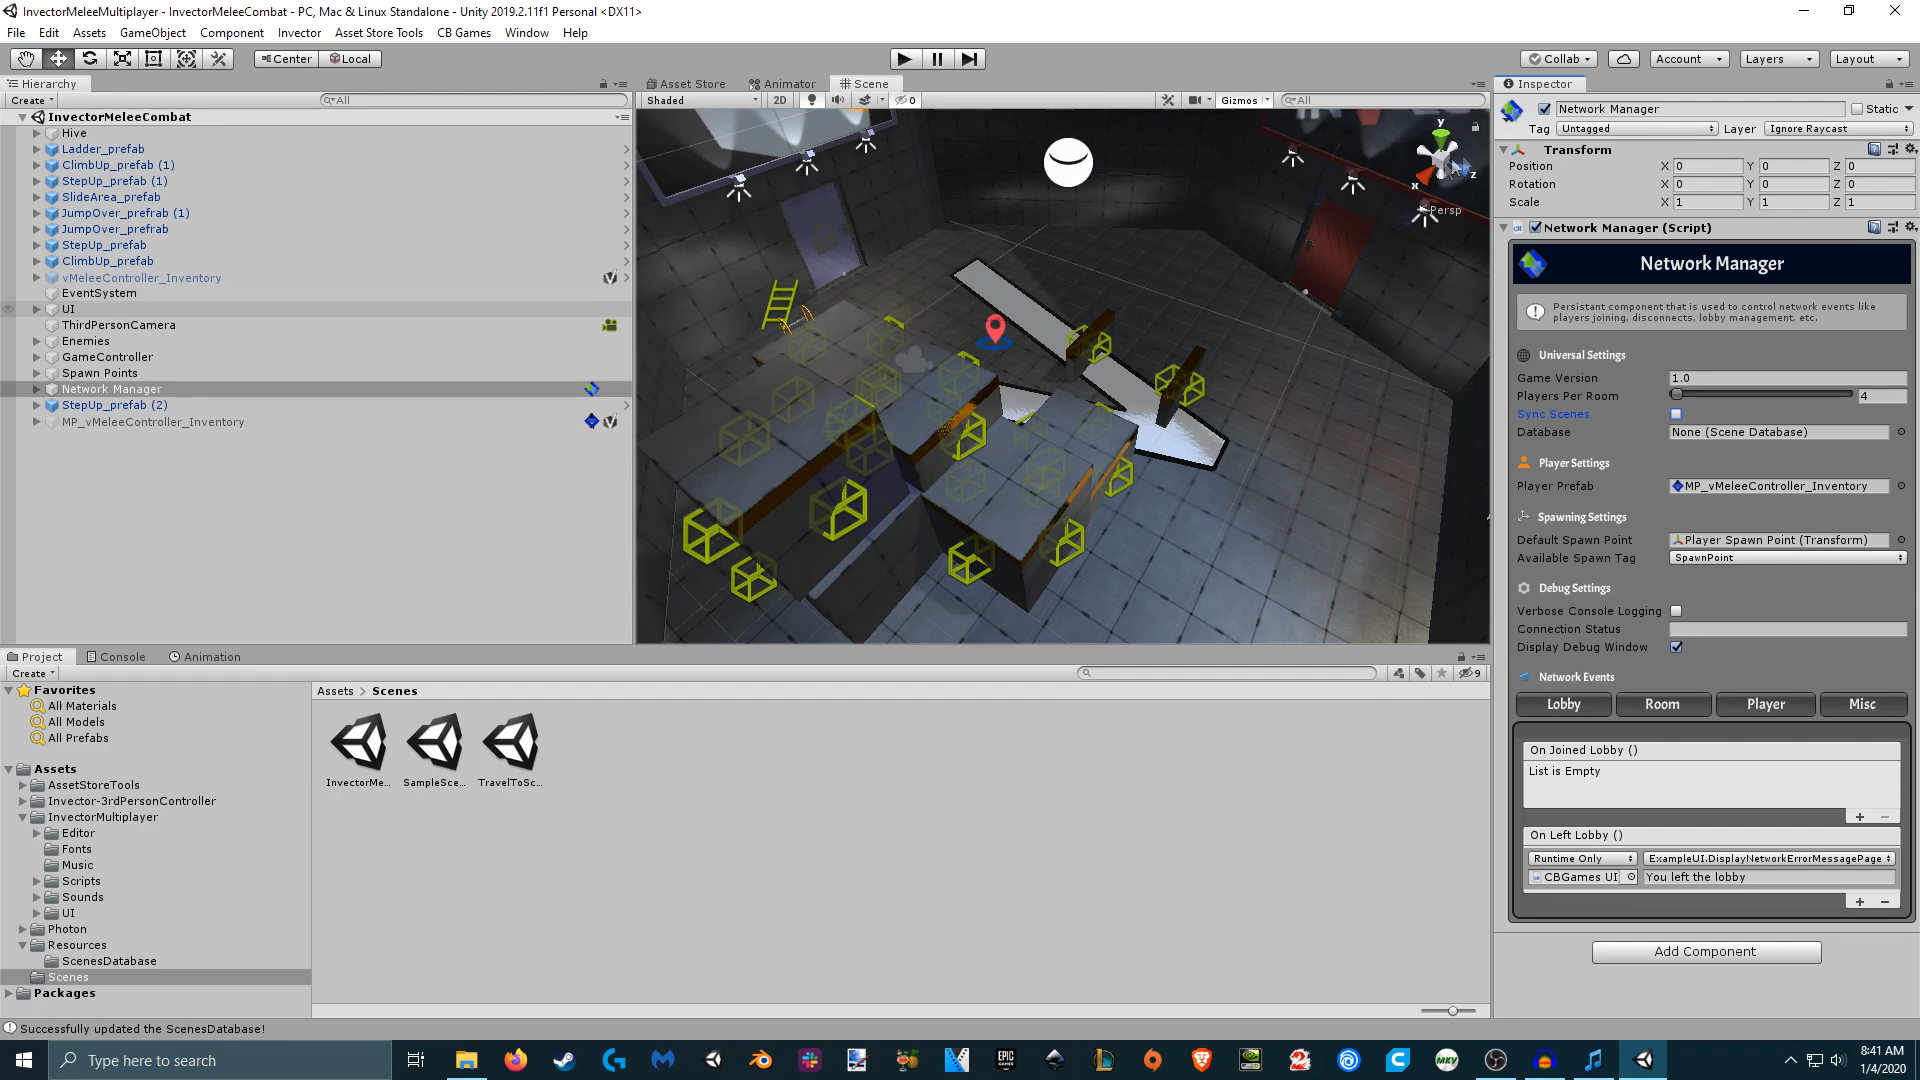 InvectorMeleeMultiplayer - InvectorMeleeCombat - PC, Mac & Linux Standalone - Unity 2019.2.11f1 Personal <DX11>
File Edit Assets GameObject Component Invector Asset Store Tools CB Games Window Help
Center Local Collab Account Layers Layout
Hierarchy
Create All
InvectorMeleeCombat
Hive
Ladder_prefab
ClimbUp_prefab (1)
StepUp_prefab (1)
SlideArea_prefab
JumpOver_prefrab (1)
JumpOver_prefrab
StepUp_prefab
ClimbUp_prefab
vMeleeController_Inventory
EventSystem
UI
ThirdPersonCamera
Enemies
GameController
Spawn Points
Network Manager
StepUp_prefab (2)
MP_vMeleeController_Inventory
Asset Store Animator Scene
Shaded 2D 0 Gizmos All
y
x
z
Persp
Inspector
Network Manager Static
Tag Untagged Layer Ignore Raycast
Transform
Position X 0 Y 0 Z 0
Rotation X 0 Y 0 Z 0
Scale X 1 Y 1 Z 1
Network Manager (Script)
Network Manager
Persistant component that is used to control network events like
players joining, disconnects, lobby management, etc.
Universal Settings
Game Version 1.0
Players Per Room 4
Sync Scenes
Database None (Scene Database)
Player Settings
Player Prefab MP_vMeleeController_Inventory
Spawning Settings
Default Spawn Point Player Spawn Point (Transform)
Available Spawn Tag SpawnPoint
Debug Settings
Verbose Console Logging
Connection Status
Display Debug Window
Network Events
Lobby Room Player Misc
On Joined Lobby ()
List is Empty
+ −
On Left Lobby ()
Runtime Only ExampleUI.DisplayNetworkErrorMessagePage
CBGames UI You left the lobby
+ −
Add Component
Project Console Animation
Create 9
Favorites
All Materials
All Models
All Prefabs
Assets
AssetStoreTools
Invector-3rdPersonController
InvectorMultiplayer
Editor
Fonts
Music
Scripts
Sounds
UI
Photon
Resources
ScenesDatabase
Scenes
Packages
Assets > Scenes
InvectorMe... SampleSce... TravelToSc...
Successfully updated the ScenesDatabase!
Type here to search
EPIC GAMES
MKV
8:41 AM
1/4/2020